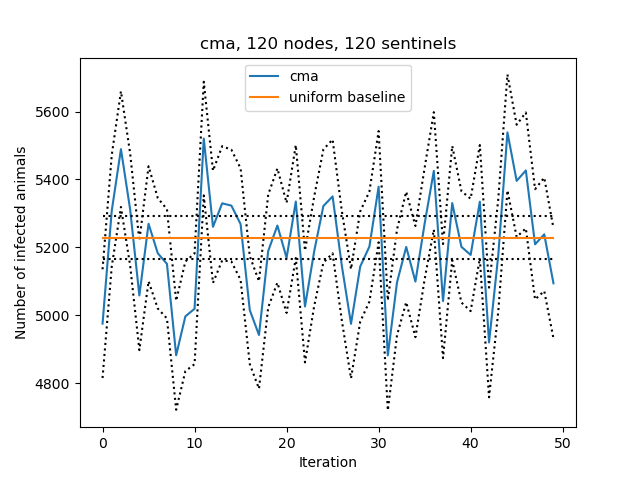 cma, 120 nodes, 120 sentinels
cma
uniform baseline
5600
5400
5200
5000
4800
Number of infected animals
0 10 20 30 40 50
Iteration